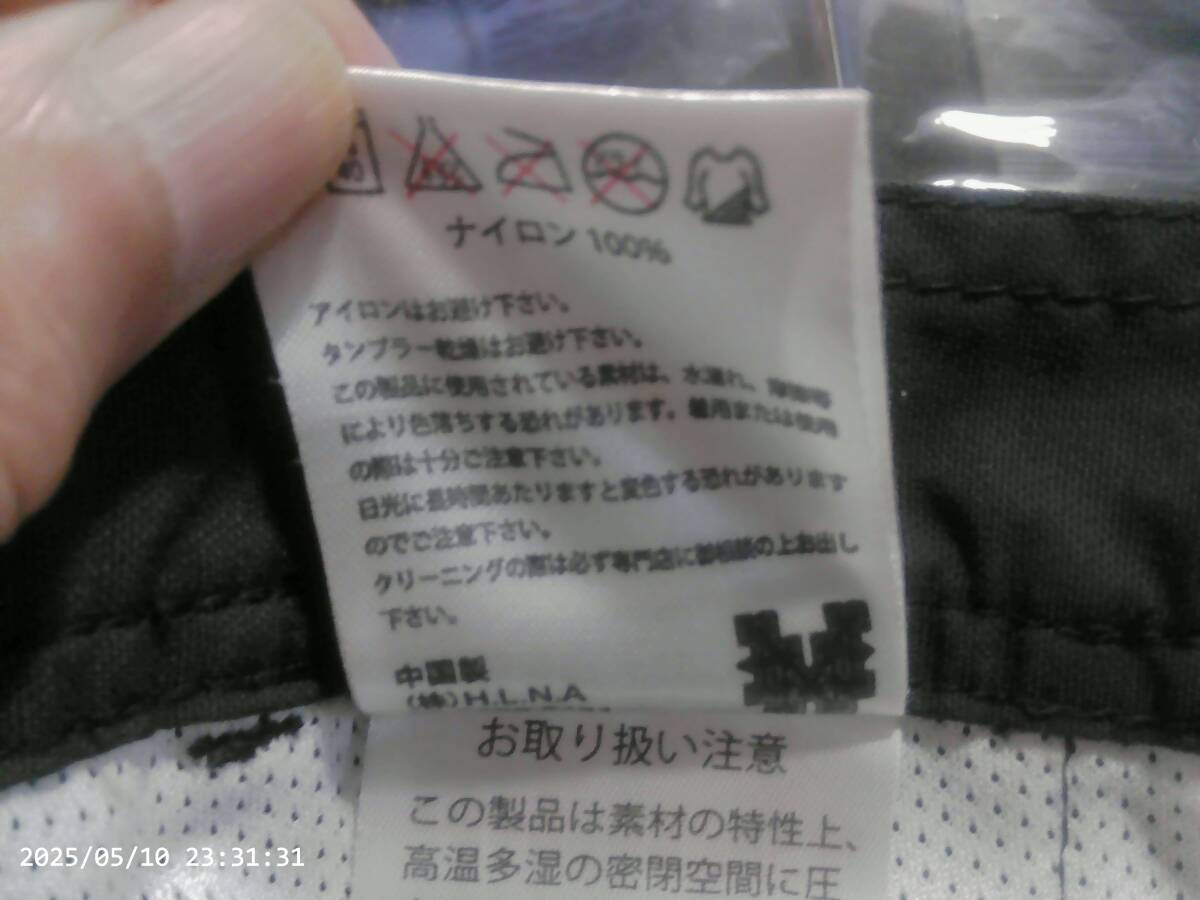 ナイロン 100%
アイロンはお避け下さい。
タンブラー乾燥はお避け下さい。
この製品に使用されている素材は、水濡れ、摩擦等
により色落ちする恐れがあります。着用または使用
の際は十分ご注意下さい。
日光に長時間あたりますと変色する恐れがあります
のでご注意下さい。
クリーニングの際は必ず専門店に御相談の上お出し
下さい。
中国製
(株)H.L.N.A
お取り扱い注意
この製品は素材の特性上、
高温多湿の密閉空間に圧
2025/05/10 23:31:31